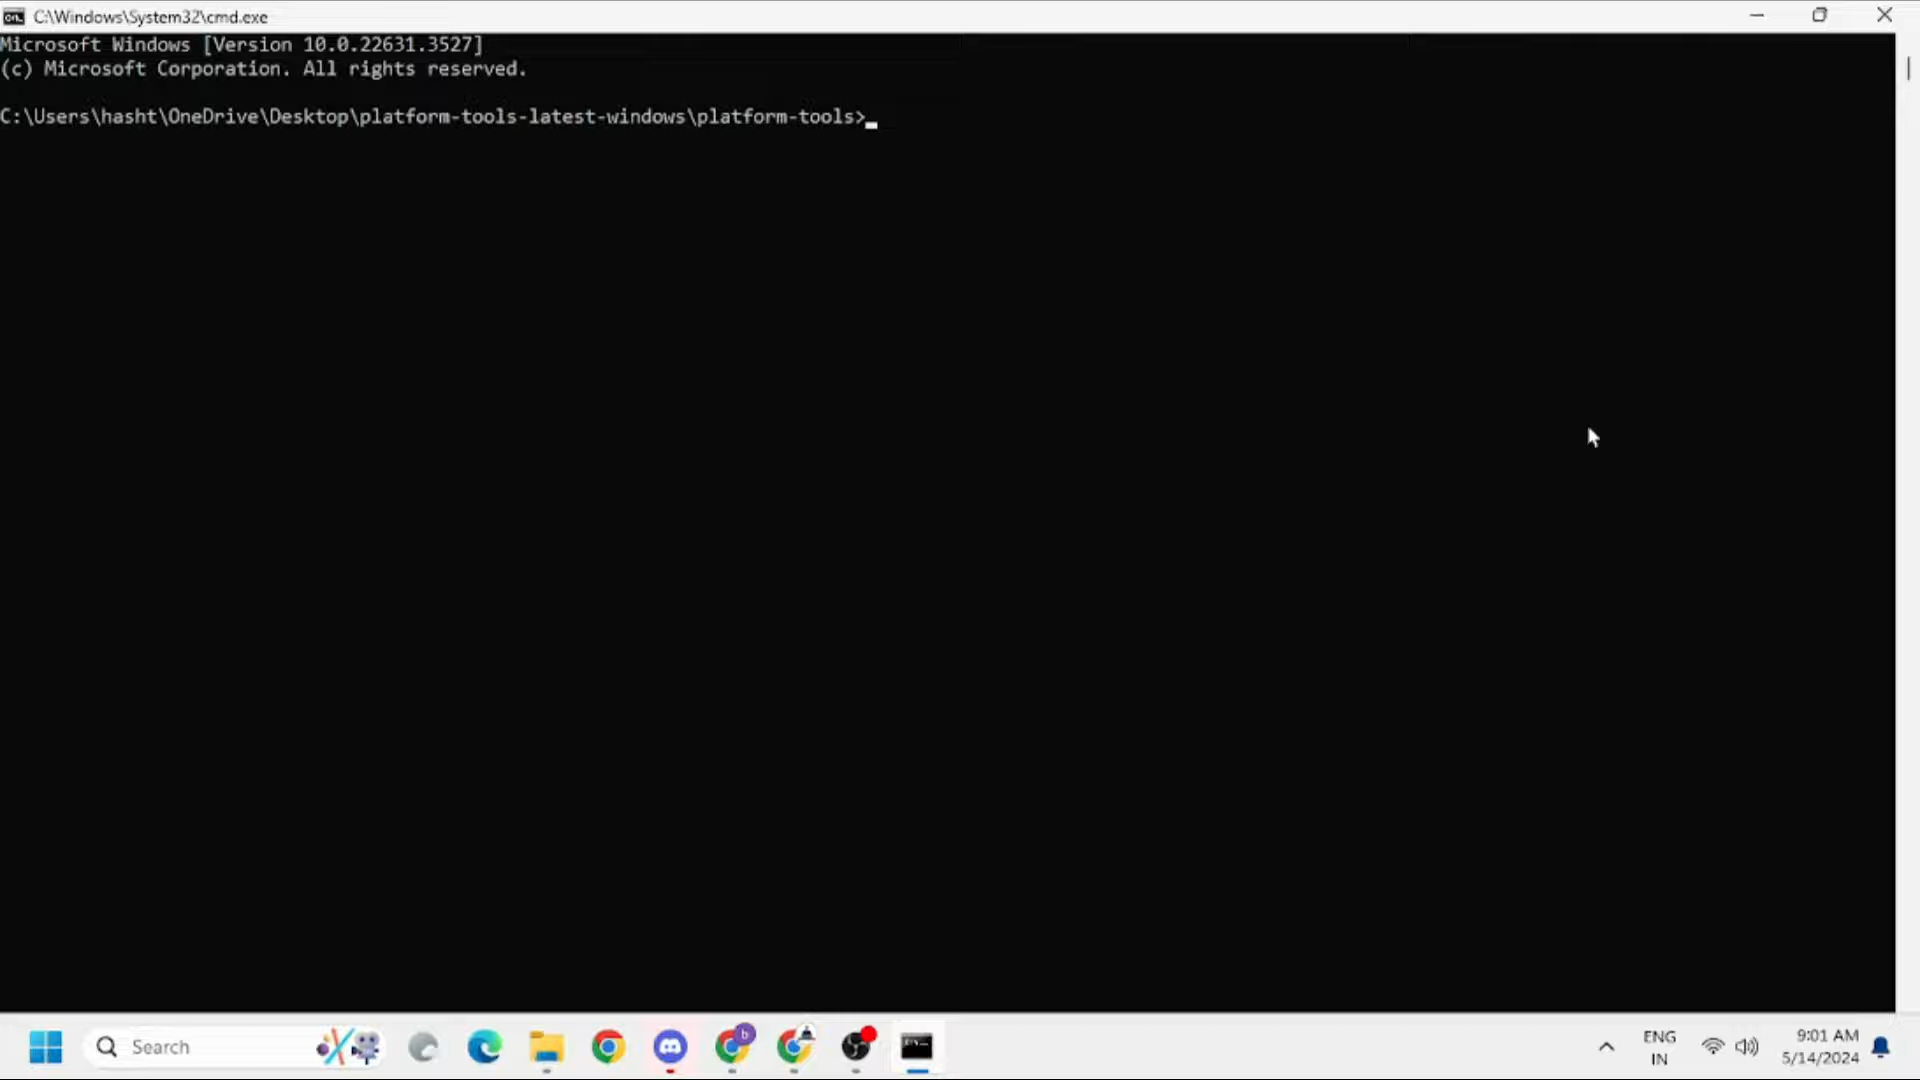 C:\Windows\System32\cmd.exe
Microsoft Windows [Version 10.0.22631.3527]
(c) Microsoft Corporation. All rights reserved.
C:\Users\hasht\OneDrive\Desktop\platform-tools-latest-windows\platform-tools>
Search
b
ENG
IN
9:01 AM
5/14/2024